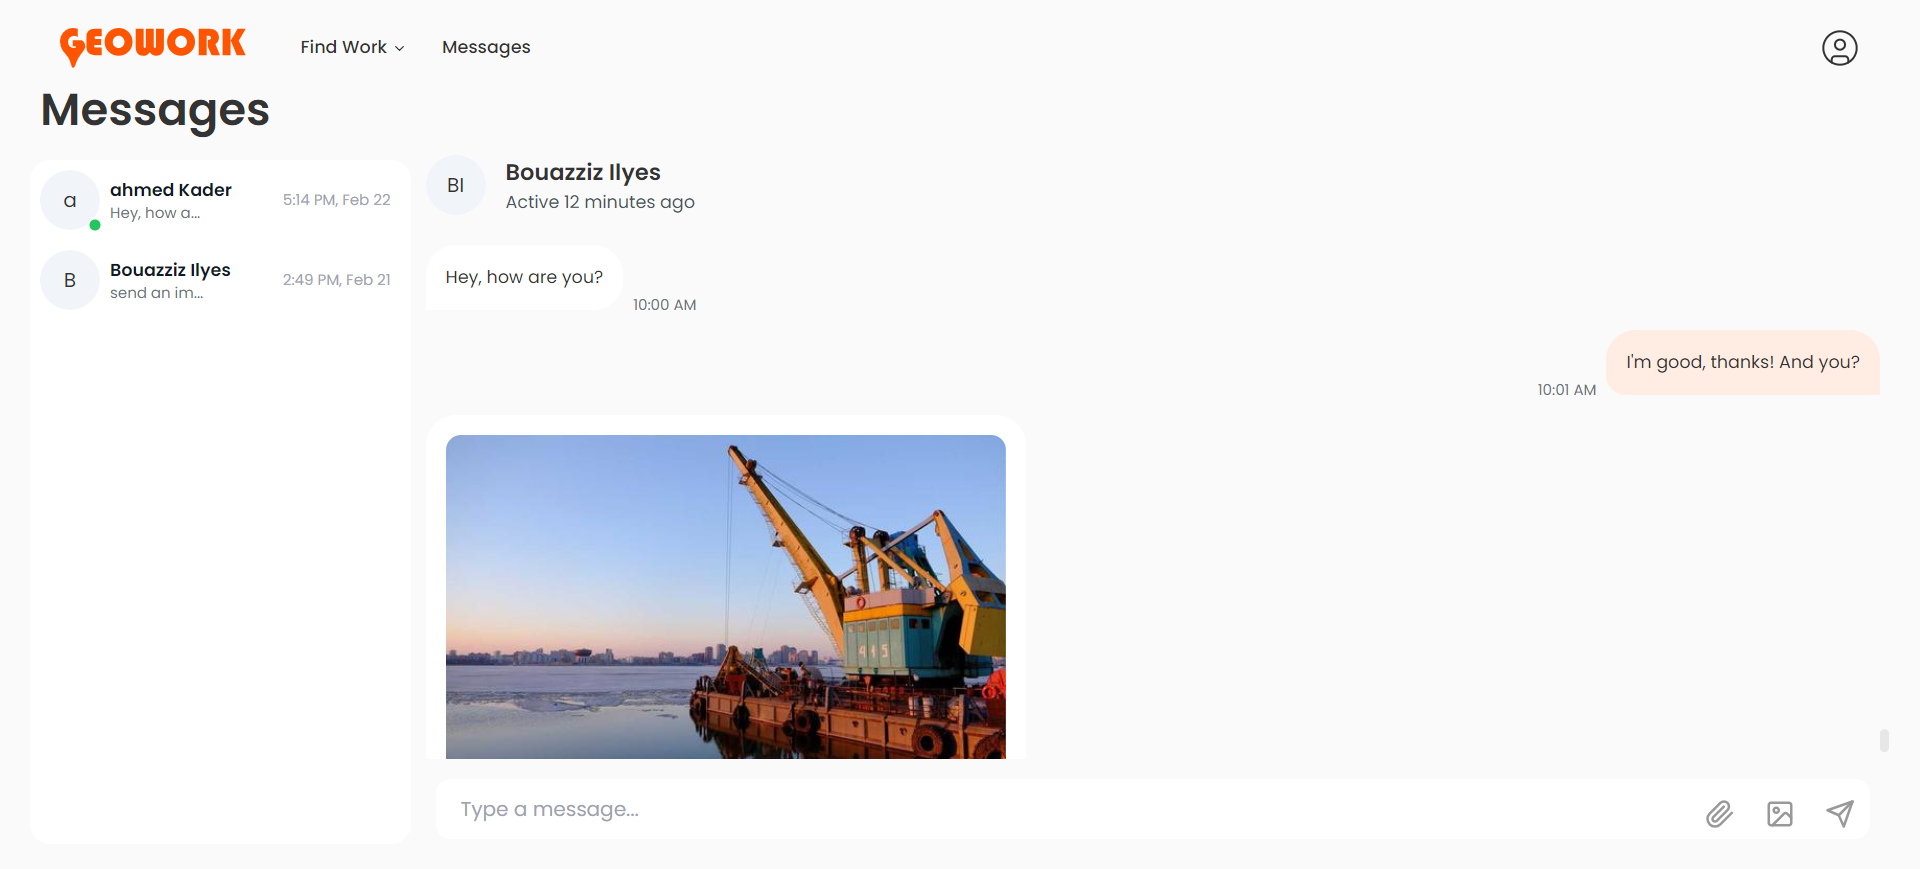 GEOWORK
Find Work
Messages
Messages
a
ahmed Kader
Hey, how a...
5:14 PM, Feb 22
B
Bouazziz Ilyes
send an im...
2:49 PM, Feb 21
BI
Bouazziz Ilyes
Active 12 minutes ago
Hey, how are you?
10:00 AM
I'm good, thanks! And you?
10:01 AM
415
Type a message...